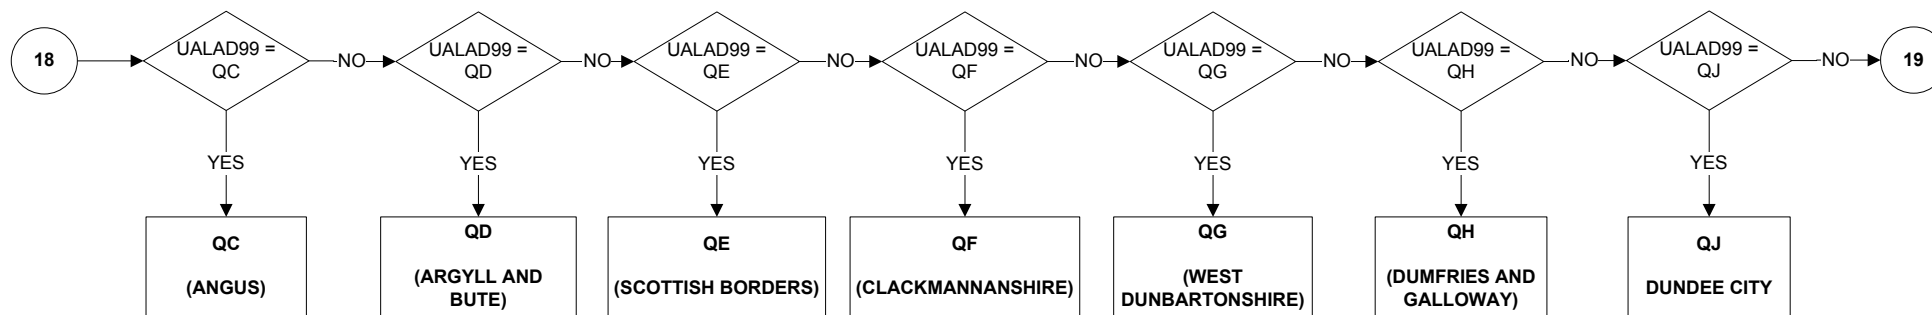 18
UALAD99 =
QC
NO
UALAD99 =
QD
NO
UALAD99 =
QE
NO
UALAD99 =
QF
NO
UALAD99 =
QG
NO
UALAD99 =
QH
NO
UALAD99 =
QJ
NO
19
YES
YES
YES
YES
YES
YES
YES
QC
(ANGUS)
QD
(ARGYLL AND
BUTE)
QE
(SCOTTISH BORDERS)
QF
(CLACKMANNANSHIRE)
QG
(WEST
DUNBARTONSHIRE)
QH
(DUMFRIES AND
GALLOWAY)
QJ
DUNDEE CITY